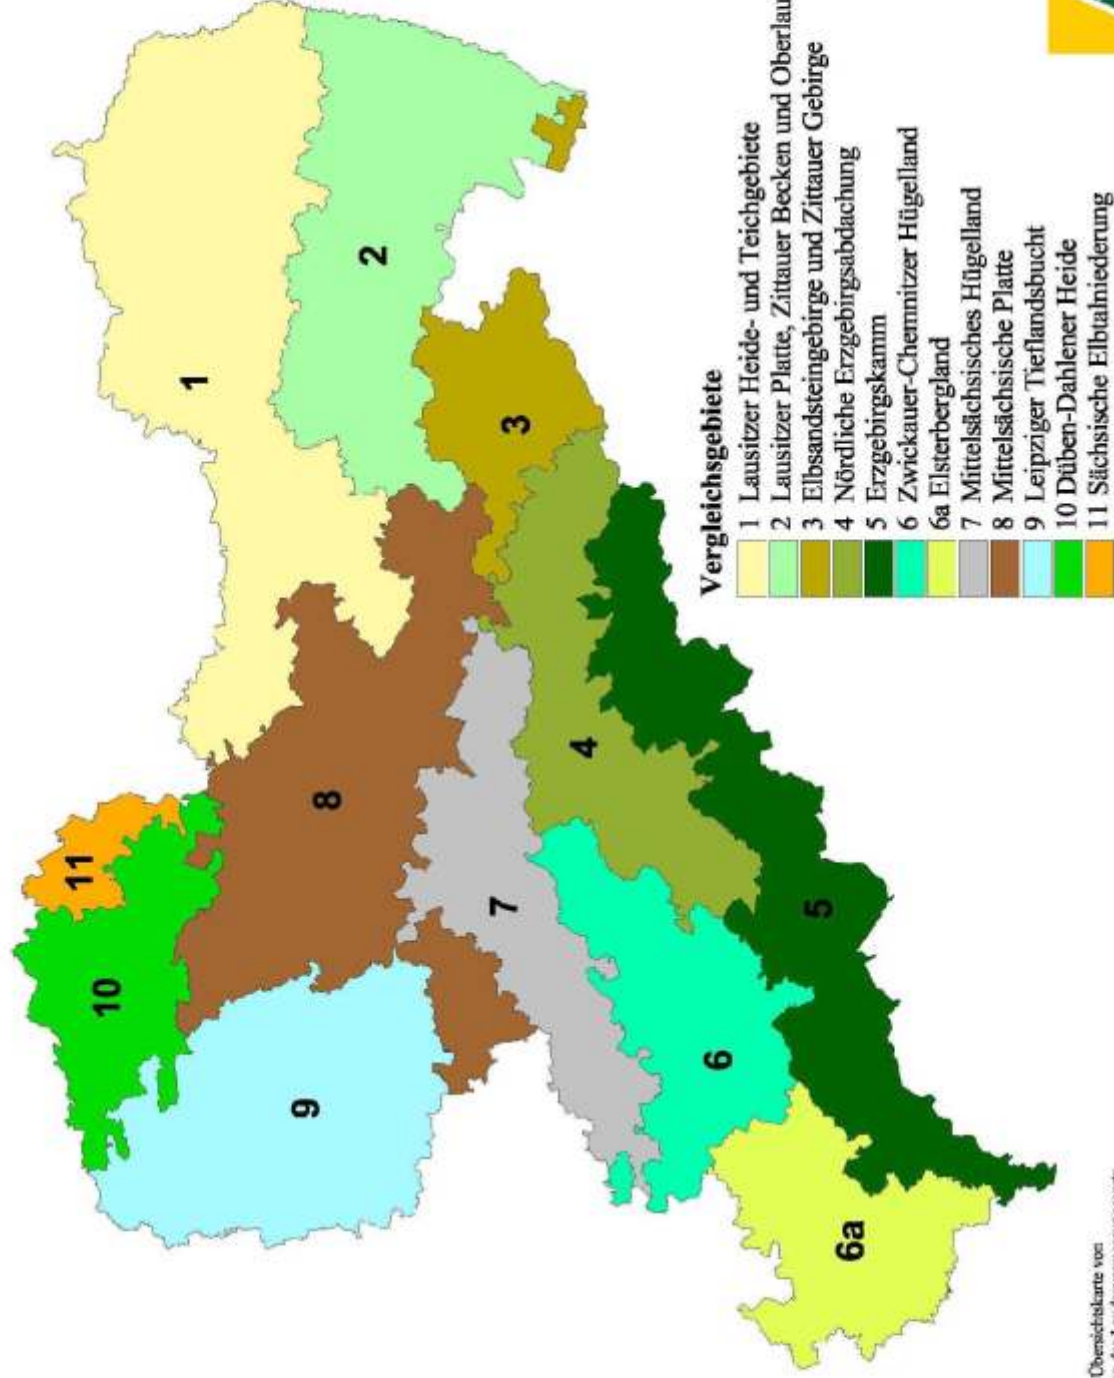 1
2
3
4
5
6
6a
7
8
9
10
11
Vergleichsgebiete
1 Lausitzer Heide- und Teichgebiete
2 Lausitzer Platte, Zittauer Becken und Oberlau
3 Elbsandsteingebirge und Zittauer Gebirge
4 Nördliche Erzgebirgsabdachung
5 Erzgebirgskamm
6 Zwickauer-Chemnitzer Hügelland
6a Elsterbergland
7 Mittelsächsisches Hügelland
8 Mittelsächsische Platte
9 Leipziger Tieflandsbucht
10 Düben-Dahlener Heide
11 Sächsische Elbtalniederung
Übersichtskarte von